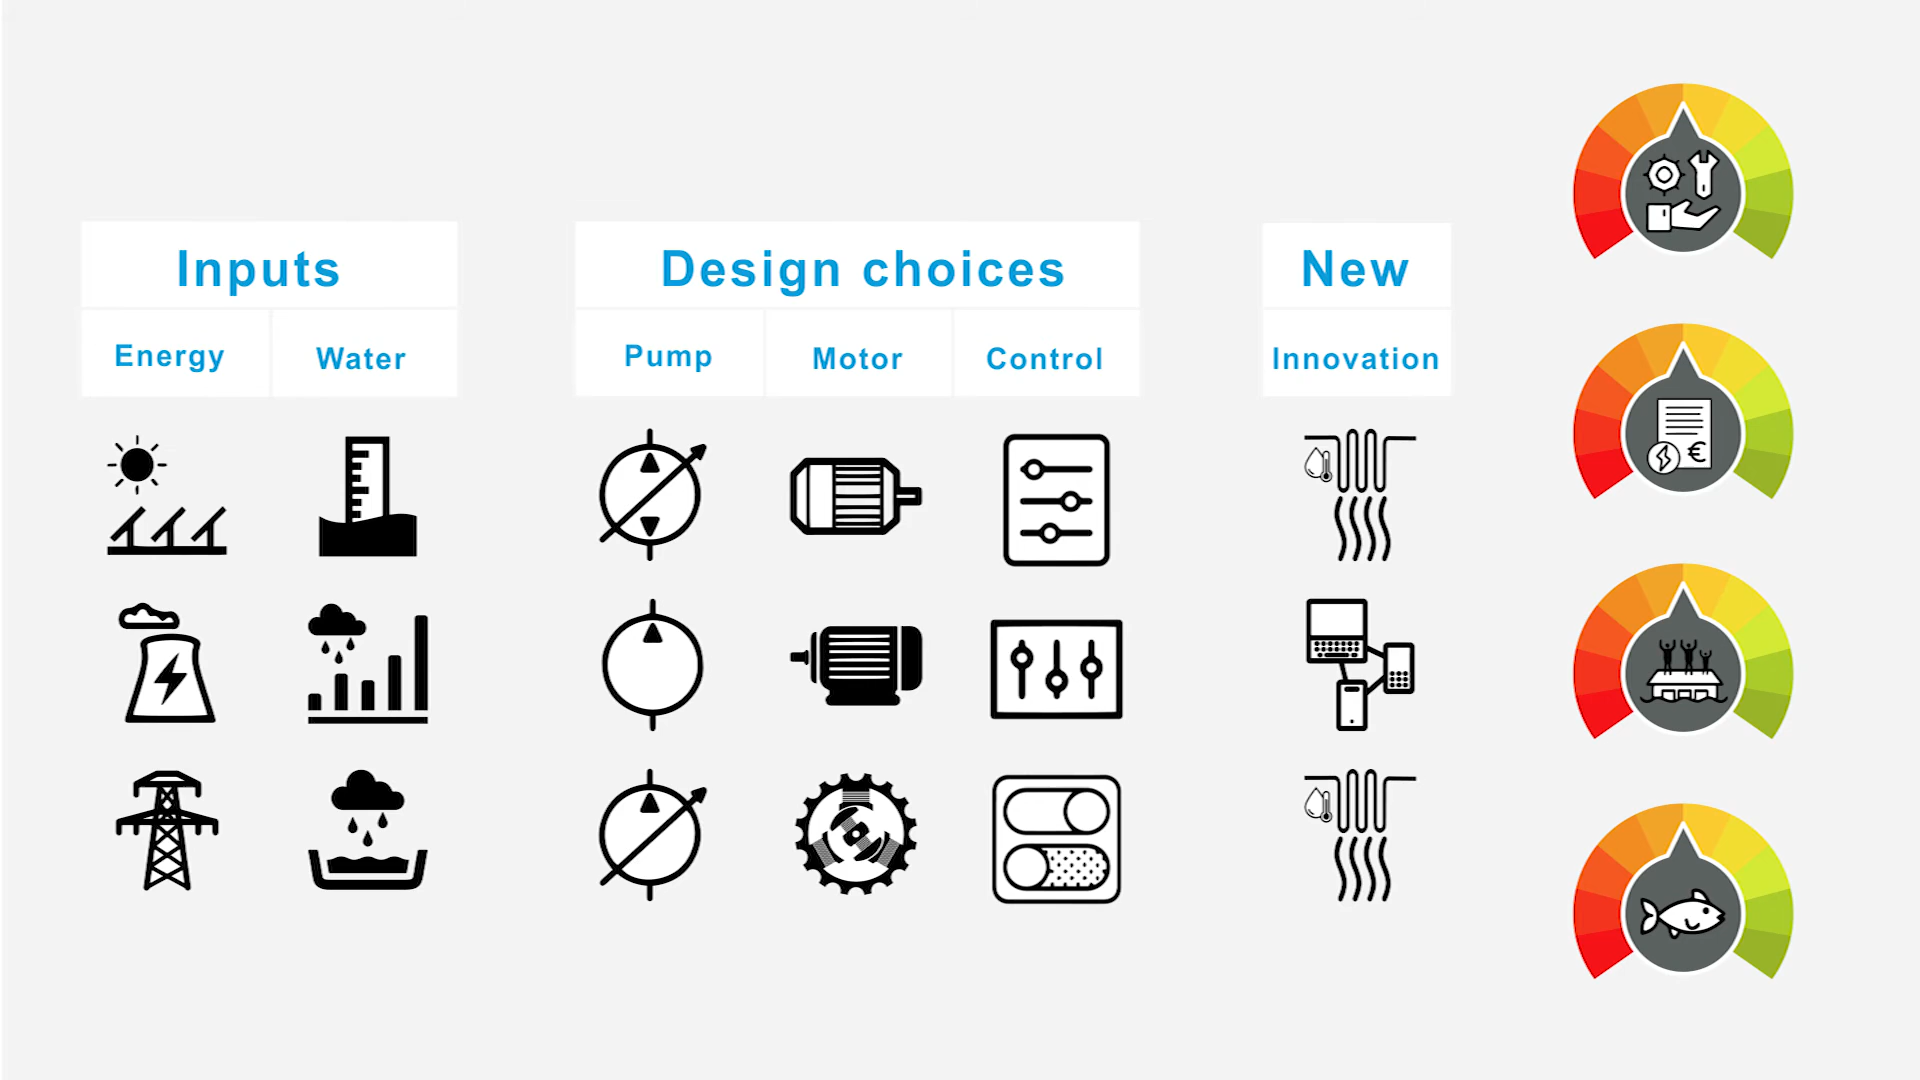 Inputs
Design choices
New
Energy
Water
Pump
Motor
Control
Innovation
€